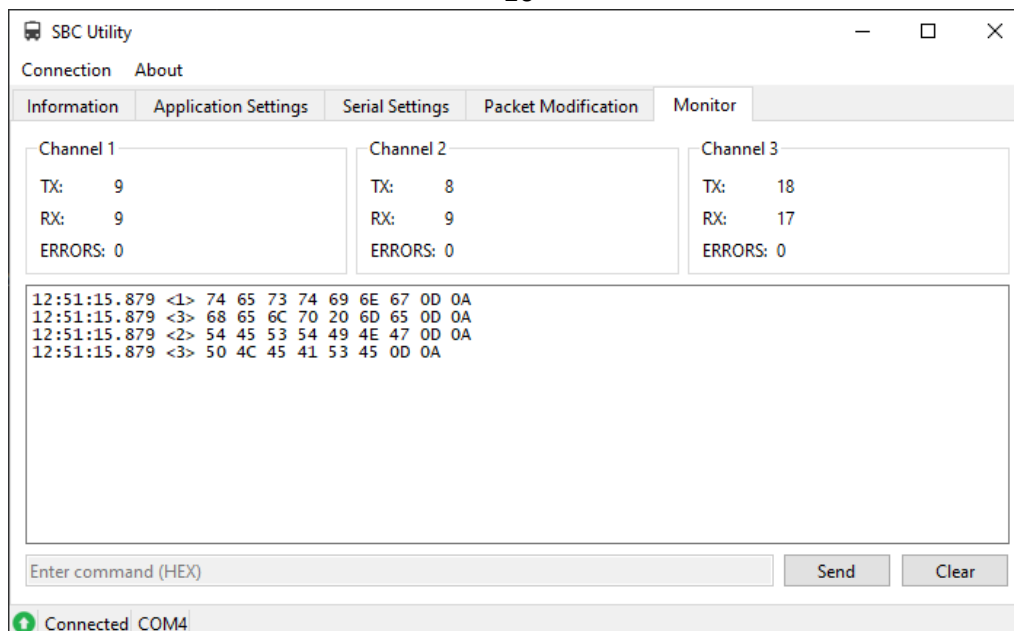 SBC Utility
Connection About
Information Application Settings Serial Settings Packet Modification Monitor
Channel 1 Channel 2 Channel 3
TX: 9 TX: 8 TX: 18
RX: 9 RX: 9 RX: 17
ERRORS: 0 ERRORS: 0 ERRORS: 0
12:51:15.879 <1> 74 65 73 74 69 6E 67 0D 0A
12:51:15.879 <3> 68 65 6C 70 20 6D 65 0D 0A
12:51:15.879 <2> 54 45 53 54 49 4E 47 0D 0A
12:51:15.879 <3> 50 4C 45 41 53 45 0D 0A
Enter command (HEX) Send Clear
Connected COM4